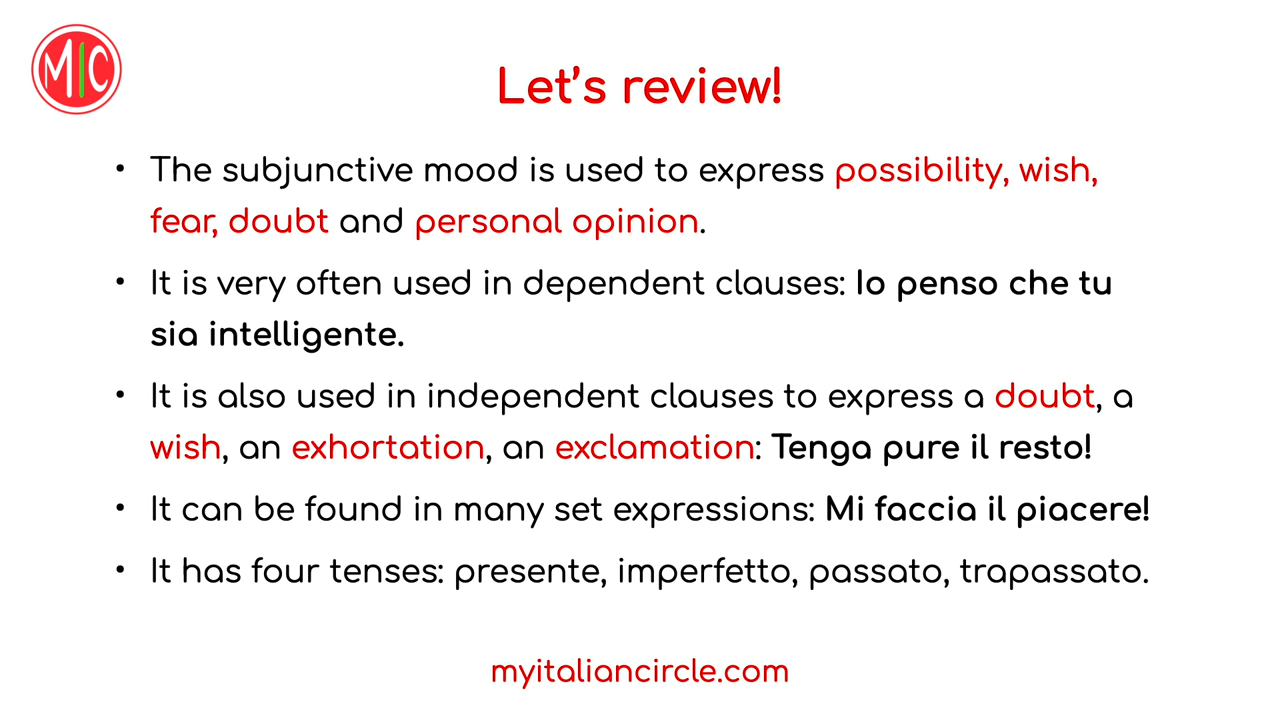 MIC
Let's review!
• The subjunctive mood is used to express possibility, wish,
fear, doubt and personal opinion.
• It is very often used in dependent clauses: Io penso che tu
sia intelligente.
• It is also used in independent clauses to express a doubt, a
wish, an exhortation, an exclamation: Tenga pure il resto!
• It can be found in many set expressions: Mi faccia il piacere!
• It has four tenses: presente, imperfetto, passato, trapassato.
myitaliancircle.com